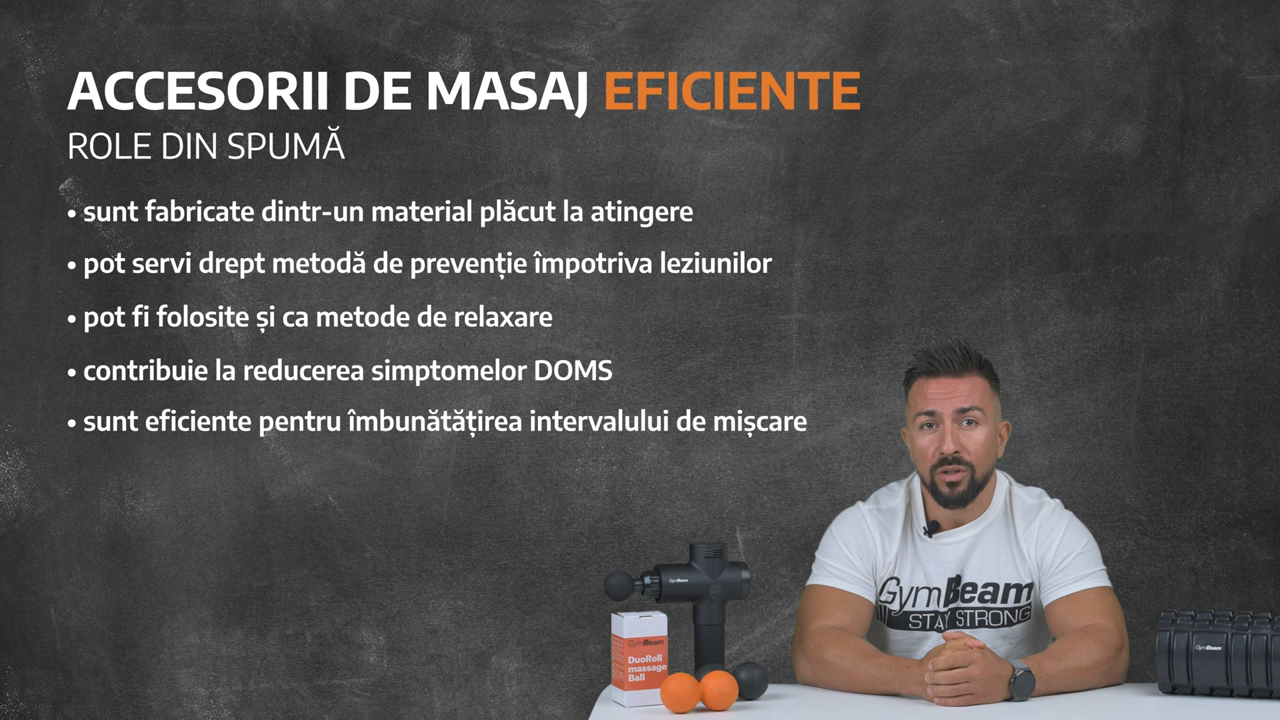 ACCESORII DE MASAJ EFICIENTE
ROLE DIN SPUMĂ
• sunt fabricate dintr-un material plăcut la atingere
• pot servi drept metodă de prevenție împotriva leziunilor
• pot fi folosite și ca metode de relaxare
• contribuie la reducerea simptomelor DOMS
• sunt eficiente pentru îmbunătățirea intervalului de mișcare
GymBeam
GymBeam
STAY STRONG
GymBeam
DuoRoll
massage
Ball
GymBeam